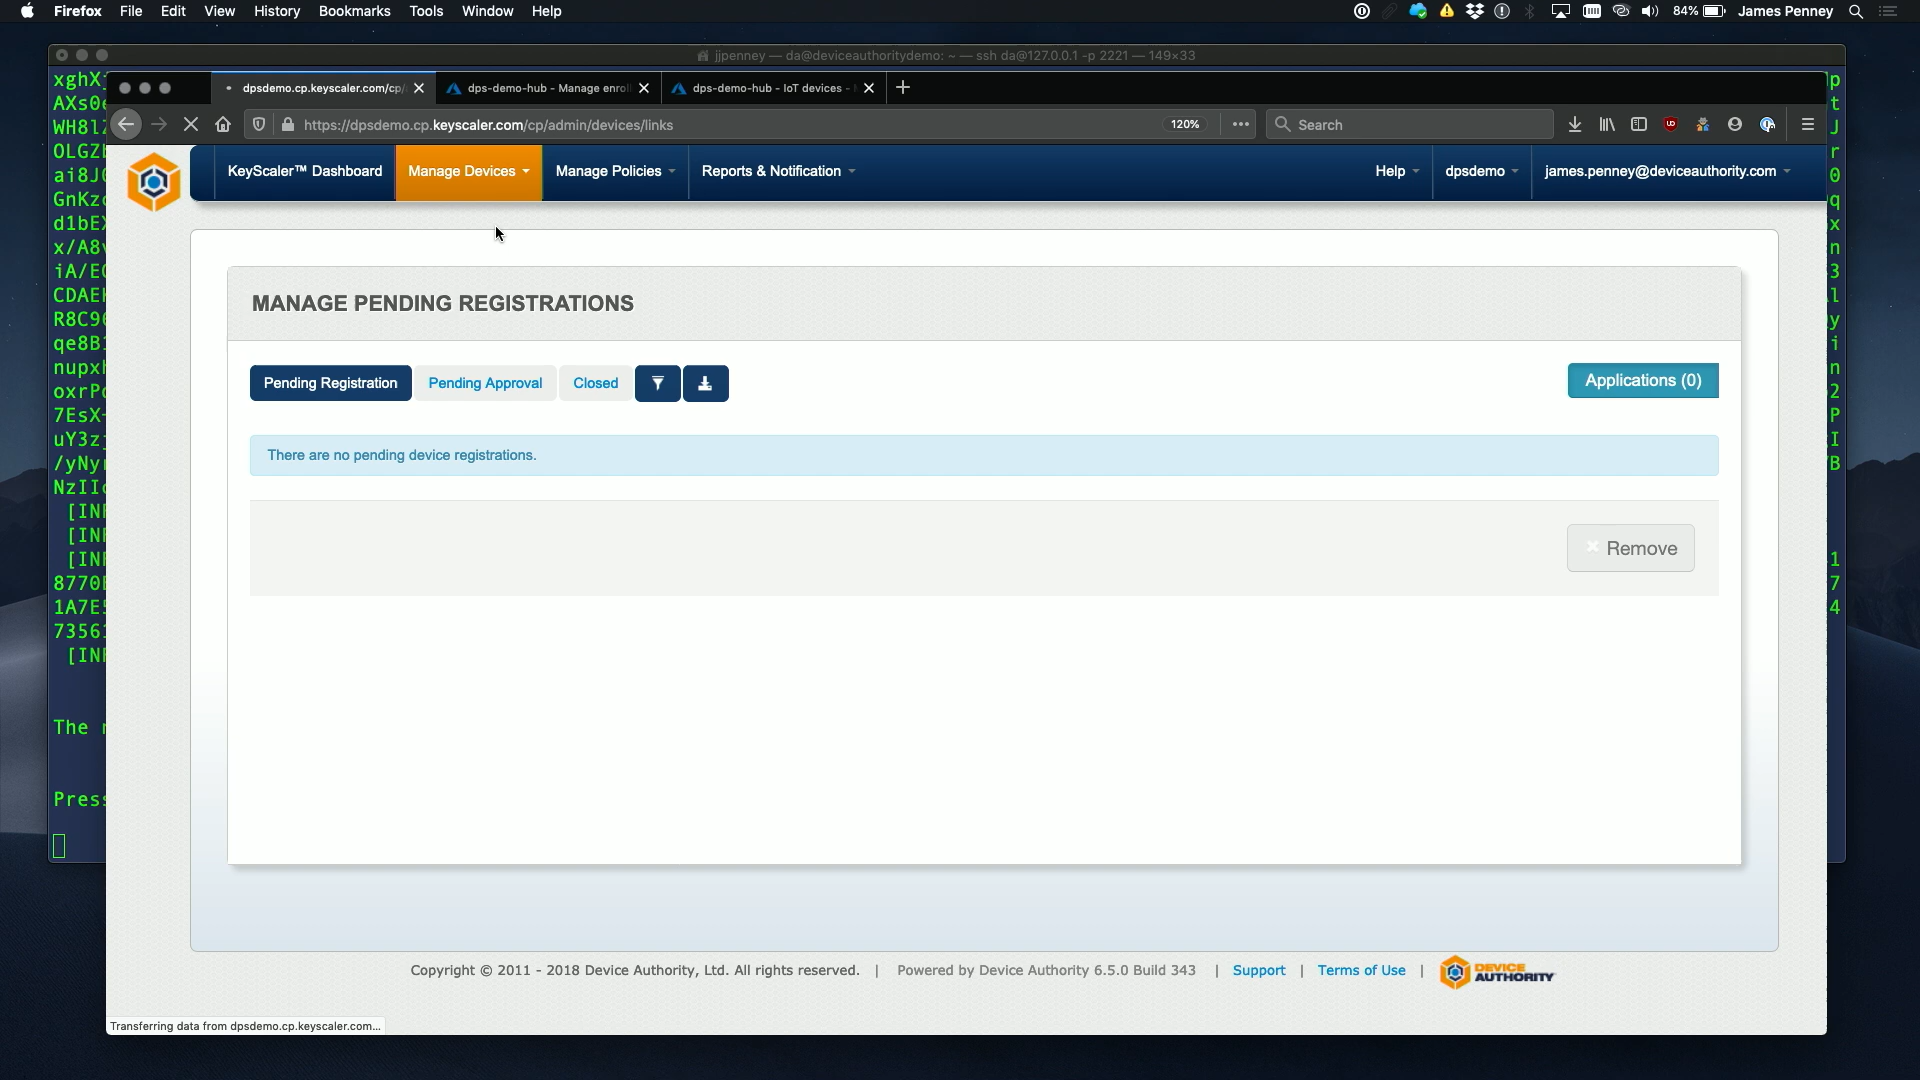 Firefox File Edit View History Bookmarks Tools Window Help
84% James Penney
jjpenney — da@deviceauthoritydemo: ~ — ssh da@127.0.0.1 -p 2221 — 149×33
dpsdemo.cp.keyscaler.com/cp/
dps-demo-hub - Manage enrol
dps-demo-hub - IoT devices -
https://dpsdemo.cp.keyscaler.com/cp/admin/devices/links
120%
Search
KeyScaler™ Dashboard
Manage Devices
Manage Policies
Reports & Notification
Help
dpsdemo
james.penney@deviceauthority.com
MANAGE PENDING REGISTRATIONS
Pending Registration
Pending Approval
Closed
Applications (0)
There are no pending device registrations.
Remove
Copyright © 2011 - 2018 Device Authority, Ltd. All rights reserved. | Powered by Device Authority 6.5.0 Build 343 | Support | Terms of Use |
DEVICE
AUTHORITY
Transferring data from dpsdemo.cp.keyscaler.com...
The
Press